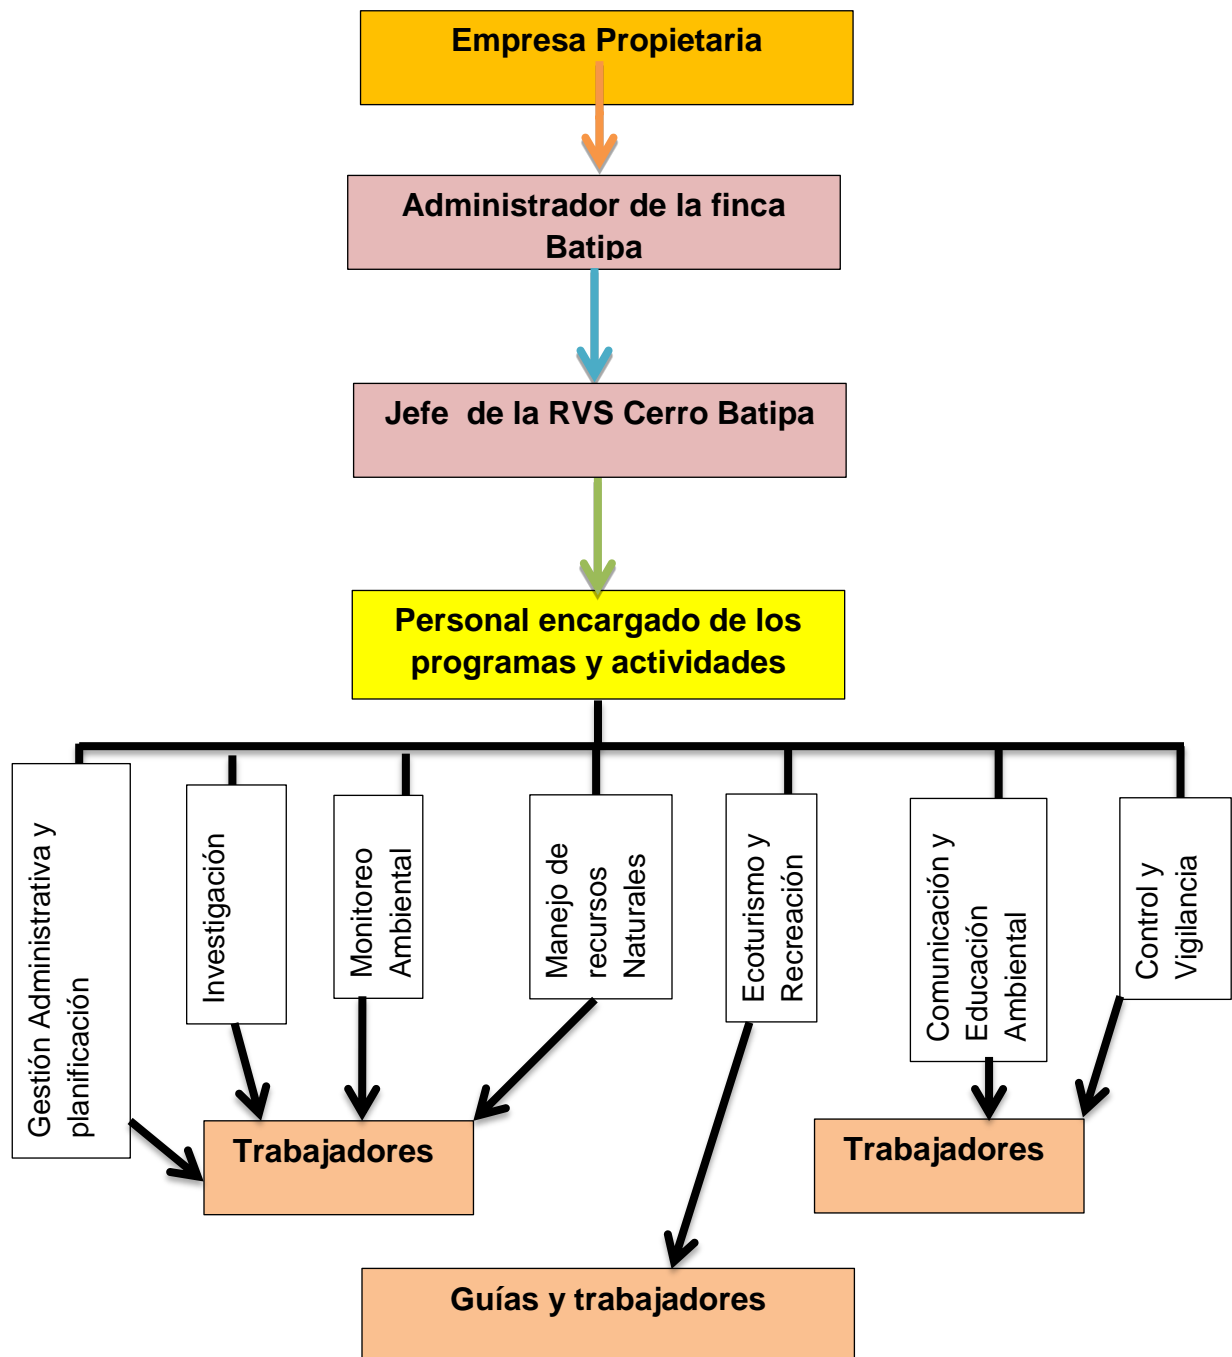 Empresa Propietaria
Administrador de la finca
Batipa
Jefe  de la RVS Cerro Batipa
Personal encargado de los
programas y actividades
Gestión Administrativa y
planificación
Investigación
Monitoreo
Ambiental
Manejo de
recursos
Naturales
Ecoturismo y
Recreación
Comunicación y
Educación
Ambiental
Control y
Vigilancia
Trabajadores
Trabajadores
Guías y trabajadores